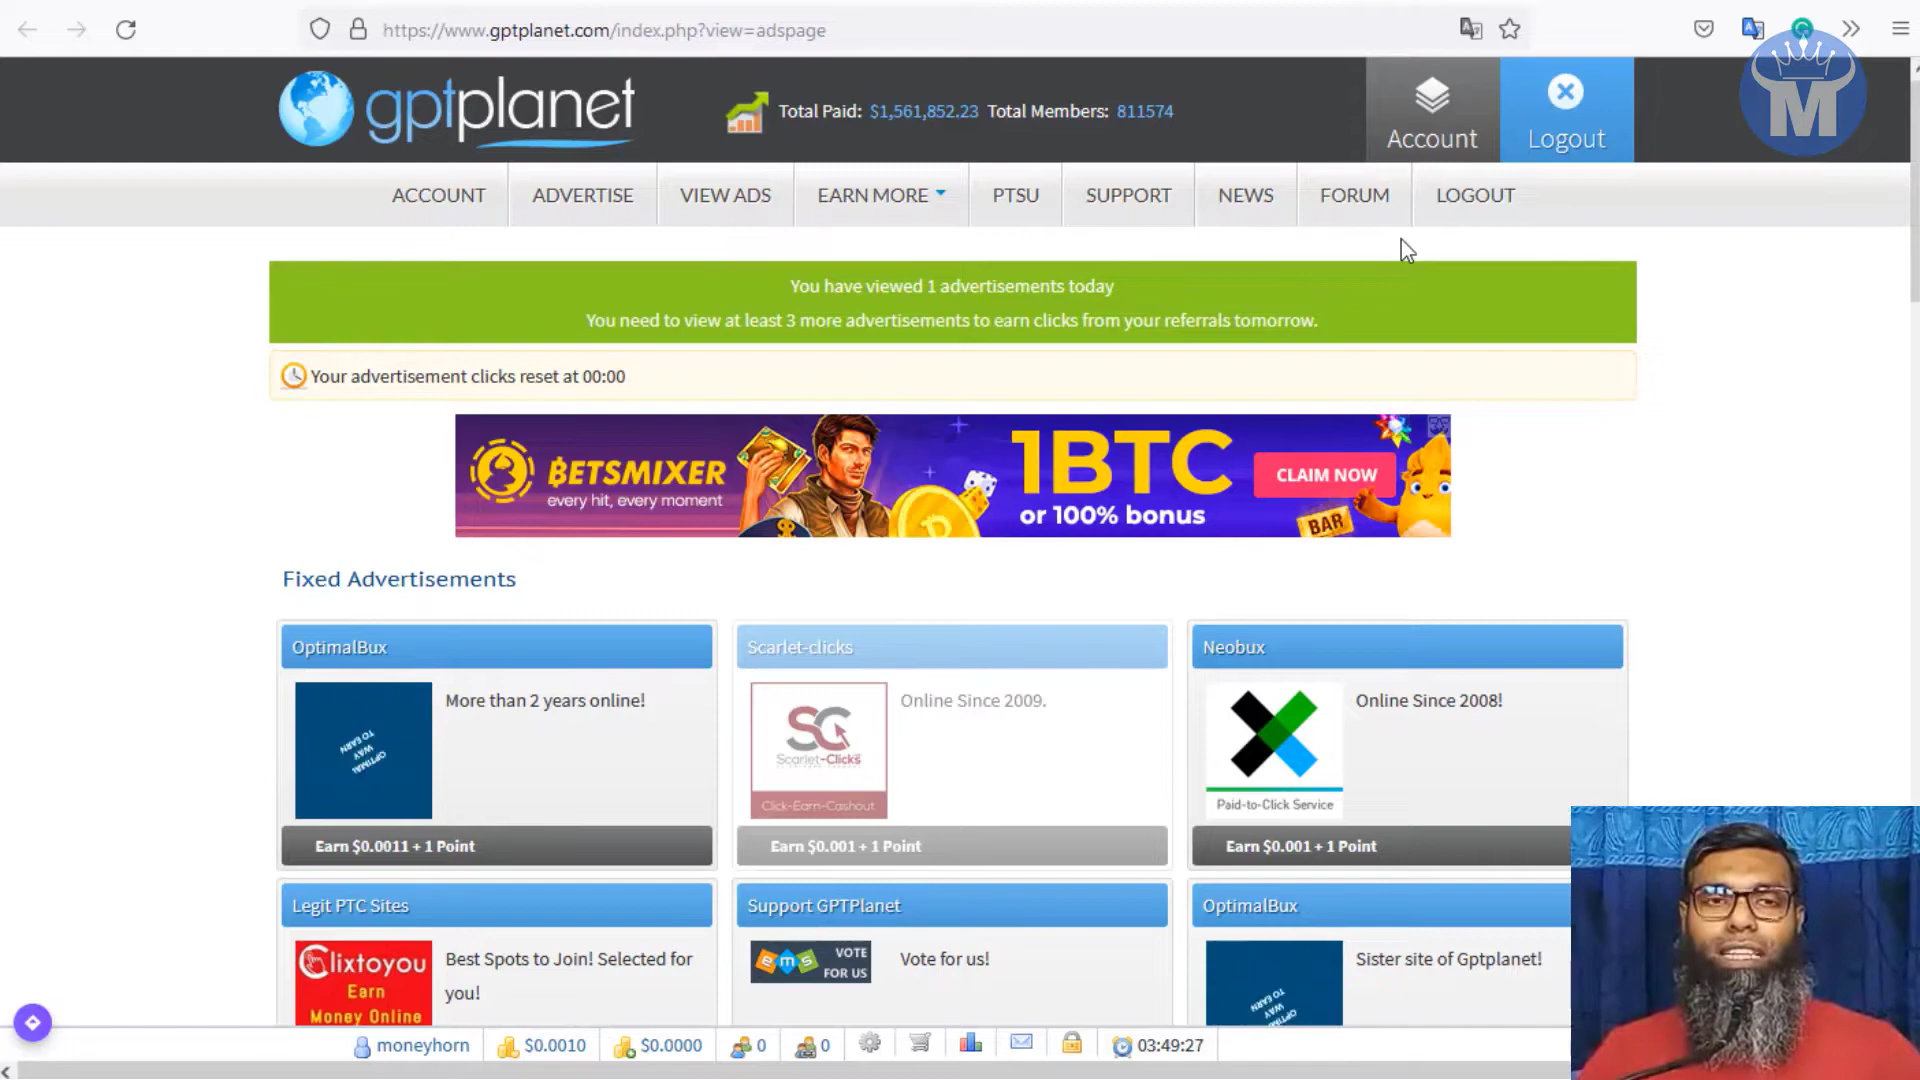 https://www.gptplanet.com/index.php?view=adspage
gptplanet
Total Paid: $1,561,852.23 Total Members: 811574
Account
Logout
M
ACCOUNT
ADVERTISE
VIEW ADS
EARN MORE
PTSU
SUPPORT
NEWS
FORUM
LOGOUT
You have viewed 1 advertisements today
You need to view at least 3 more advertisements to earn clicks from your referrals tomorrow.
Your advertisement clicks reset at 00:00
BETSMIXER
every hit, every moment
1BTC
or 100% bonus
CLAIM NOW
BAR
Fixed Advertisements
OptimalBux
OPTIMAL
WAY
TO EARN
More than 2 years online!
Earn $0.0011 + 1 Point
Scarlet-clicks
SC
Scarlet-Clicks
Click-Earn-Cashout
Online Since 2009.
Earn $0.001 + 1 Point
Neobux
Paid-to-Click Service
Online Since 2008!
Earn $0.001 + 1 Point
Legit PTC Sites
Clixtoyou
Earn
Money Online
Best Spots to Join! Selected for
you!
Support GPTPlanet
ems
VOTE
FOR US
Vote for us!
OptimalBux
TO EARN
Sister site of Gptplanet!
moneyhorn
$0.0010
$0.0000
0
0
03:49:27